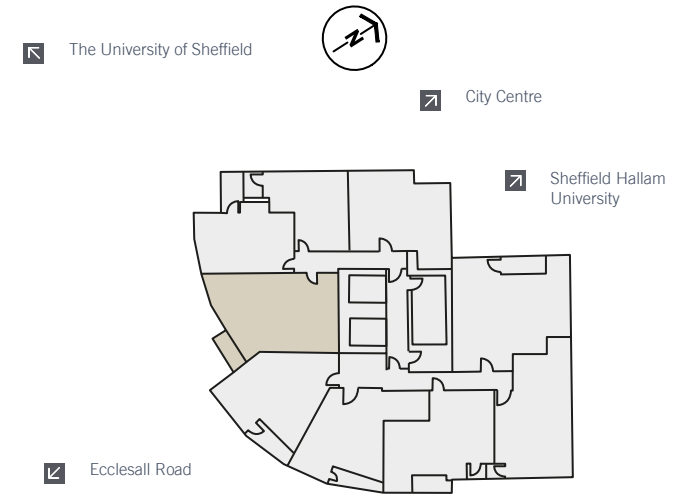 The University of Sheffield
N
City Centre
Sheffield Hallam
University
Ecclesall Road